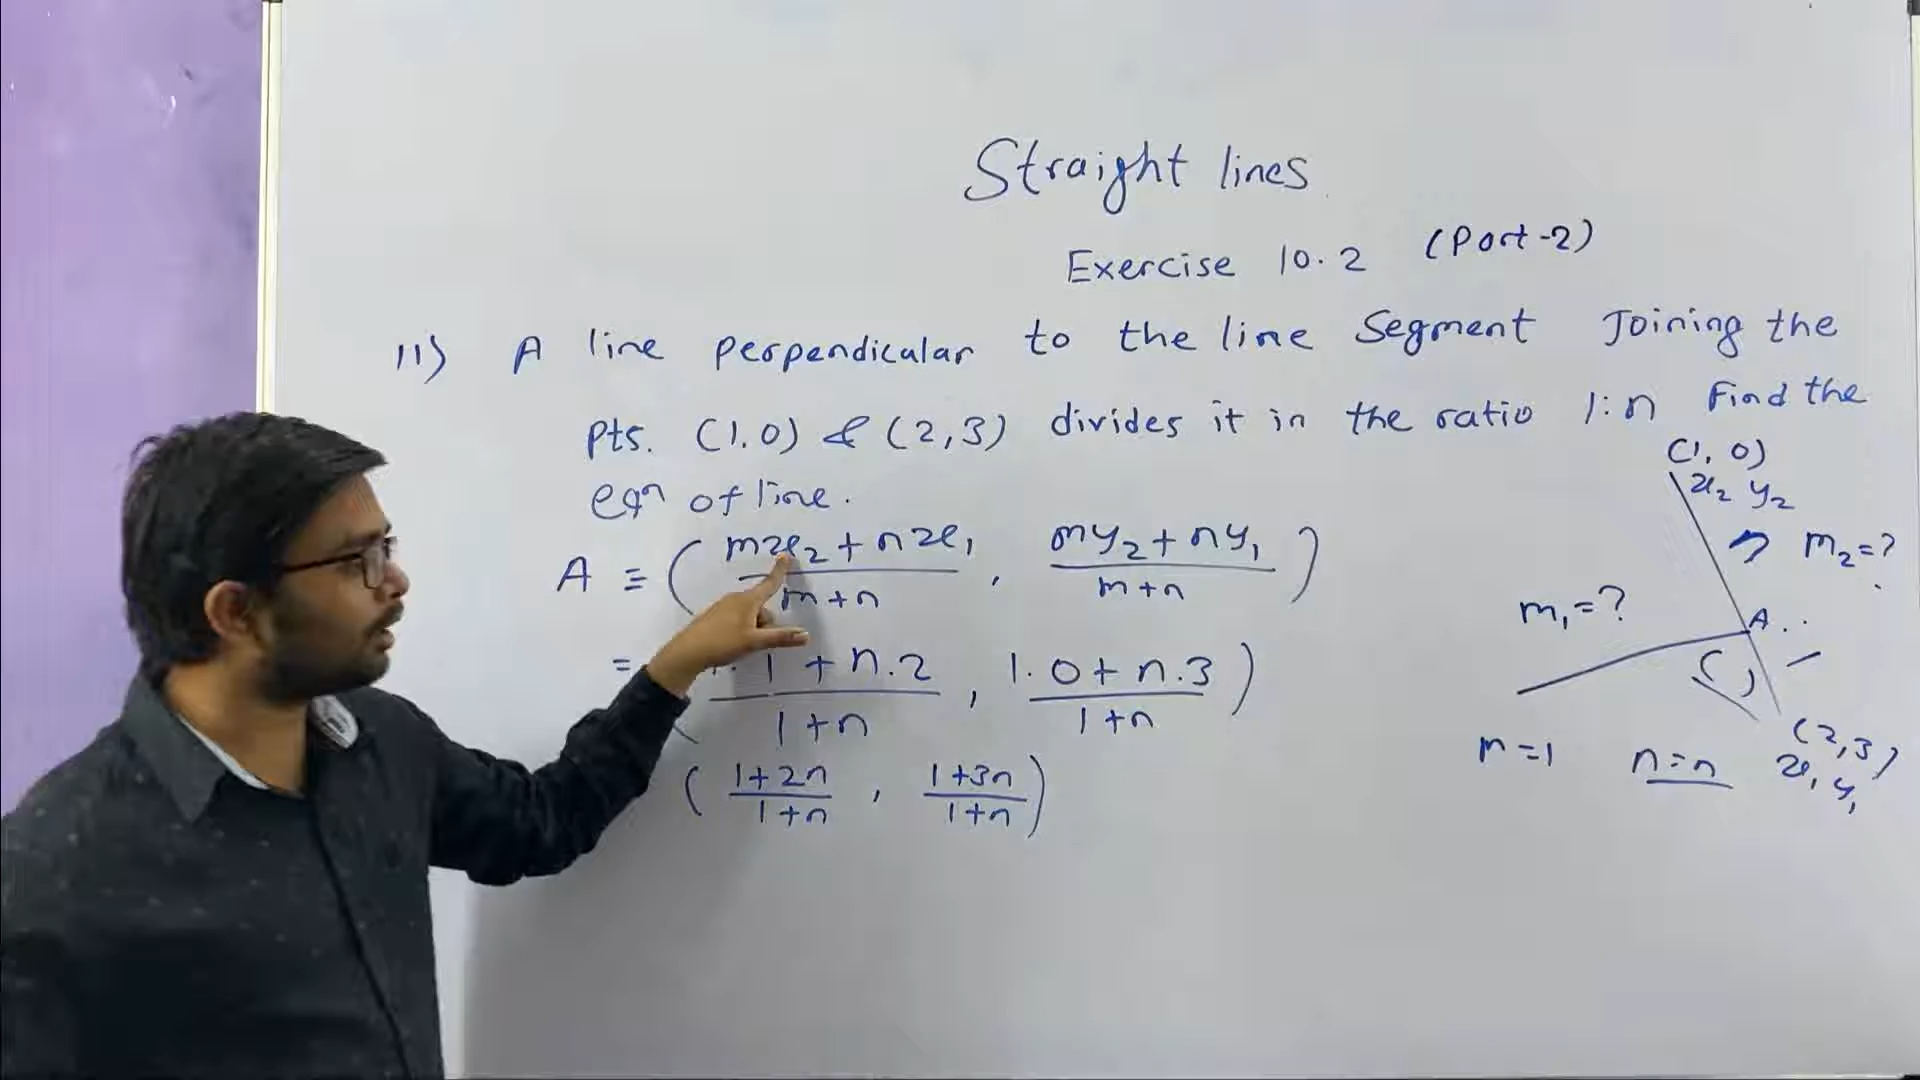 Straight lines
Exercise 10.2 (Part-2)
11) A line perpendicular to the line Segment Joining the
pts. (1.0) & (2,3) divides it in the ratio 1:n Find the
eqn of line.
A ≡ ( mx₂+nx₁ / m+n , my₂+ny₁ / m+n )
= ( 1.1+n.2 / 1+n , 1.0+n.3 / 1+n )
( 1+2n / 1+n , 1+3n / 1+n )
(1, 0)
x₂ y₂
m₂=?
m₁=?
A
( , )
(2,3)
x₁ y₁
m=1 n=n